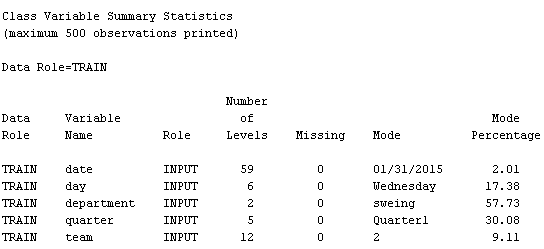 Class Variable Summary Statistics
(maximum 500 observations printed)
Data Role=TRAIN
Number
Data Variable of Mode
Role Name Role Levels Missing Mode Percentage
TRAIN date INPUT 59 0 01/31/2015 2.01
TRAIN day INPUT 6 0 Wednesday 17.38
TRAIN department INPUT 2 0 sweing 57.73
TRAIN quarter INPUT 5 0 Quarter1 30.08
TRAIN team INPUT 12 0 2 9.11